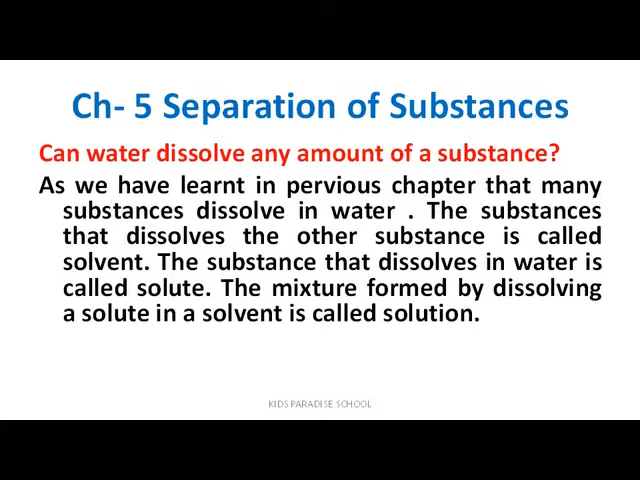 Ch- 5 Separation of Substances
Can water dissolve any amount of a substance?
As we have learnt in pervious chapter that many
substances dissolve in water . The substances
that dissolves the other substance is called
solvent. The substance that dissolves in water is
called solute. The mixture formed by dissolving
a solute in a solvent is called solution.
KIDS PARADISE SCHOOL